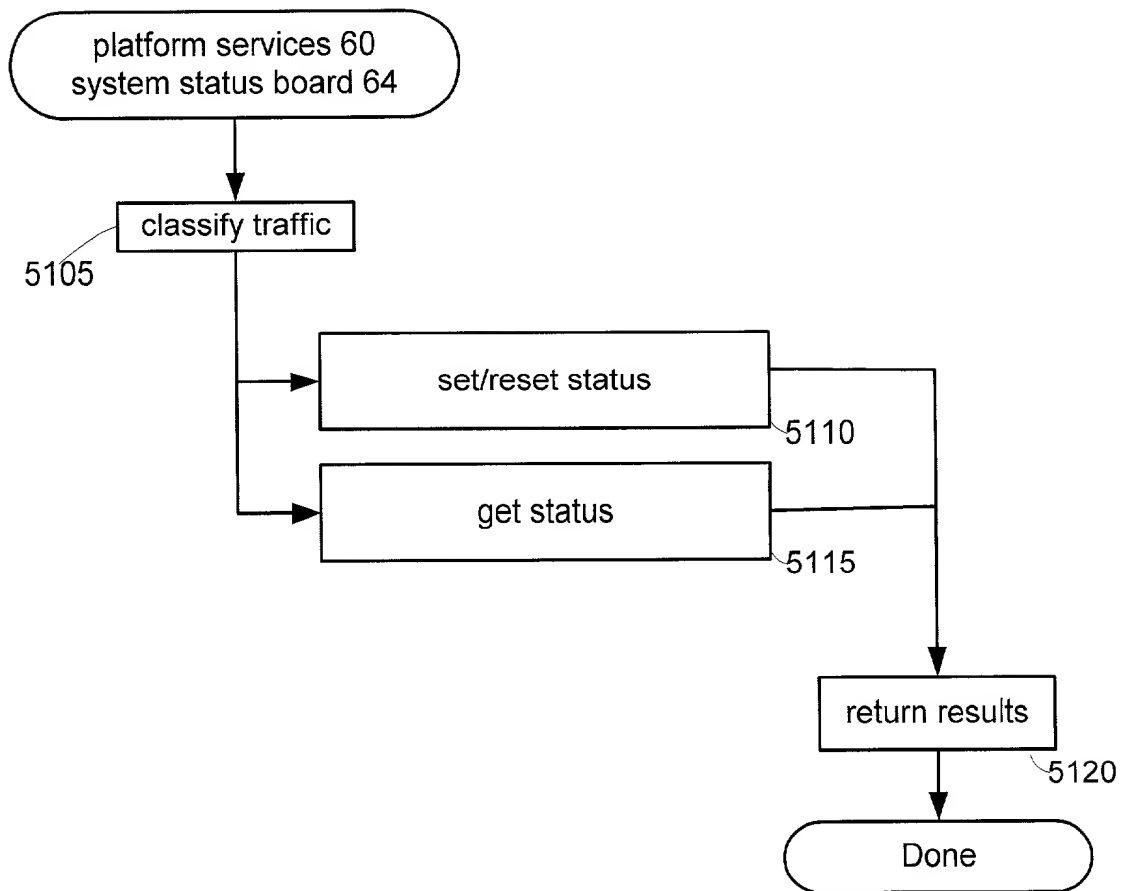 platform services 60
system status board 64
classify traffic
5105
set/reset status
5110
get status
5115
return results
5120
Done